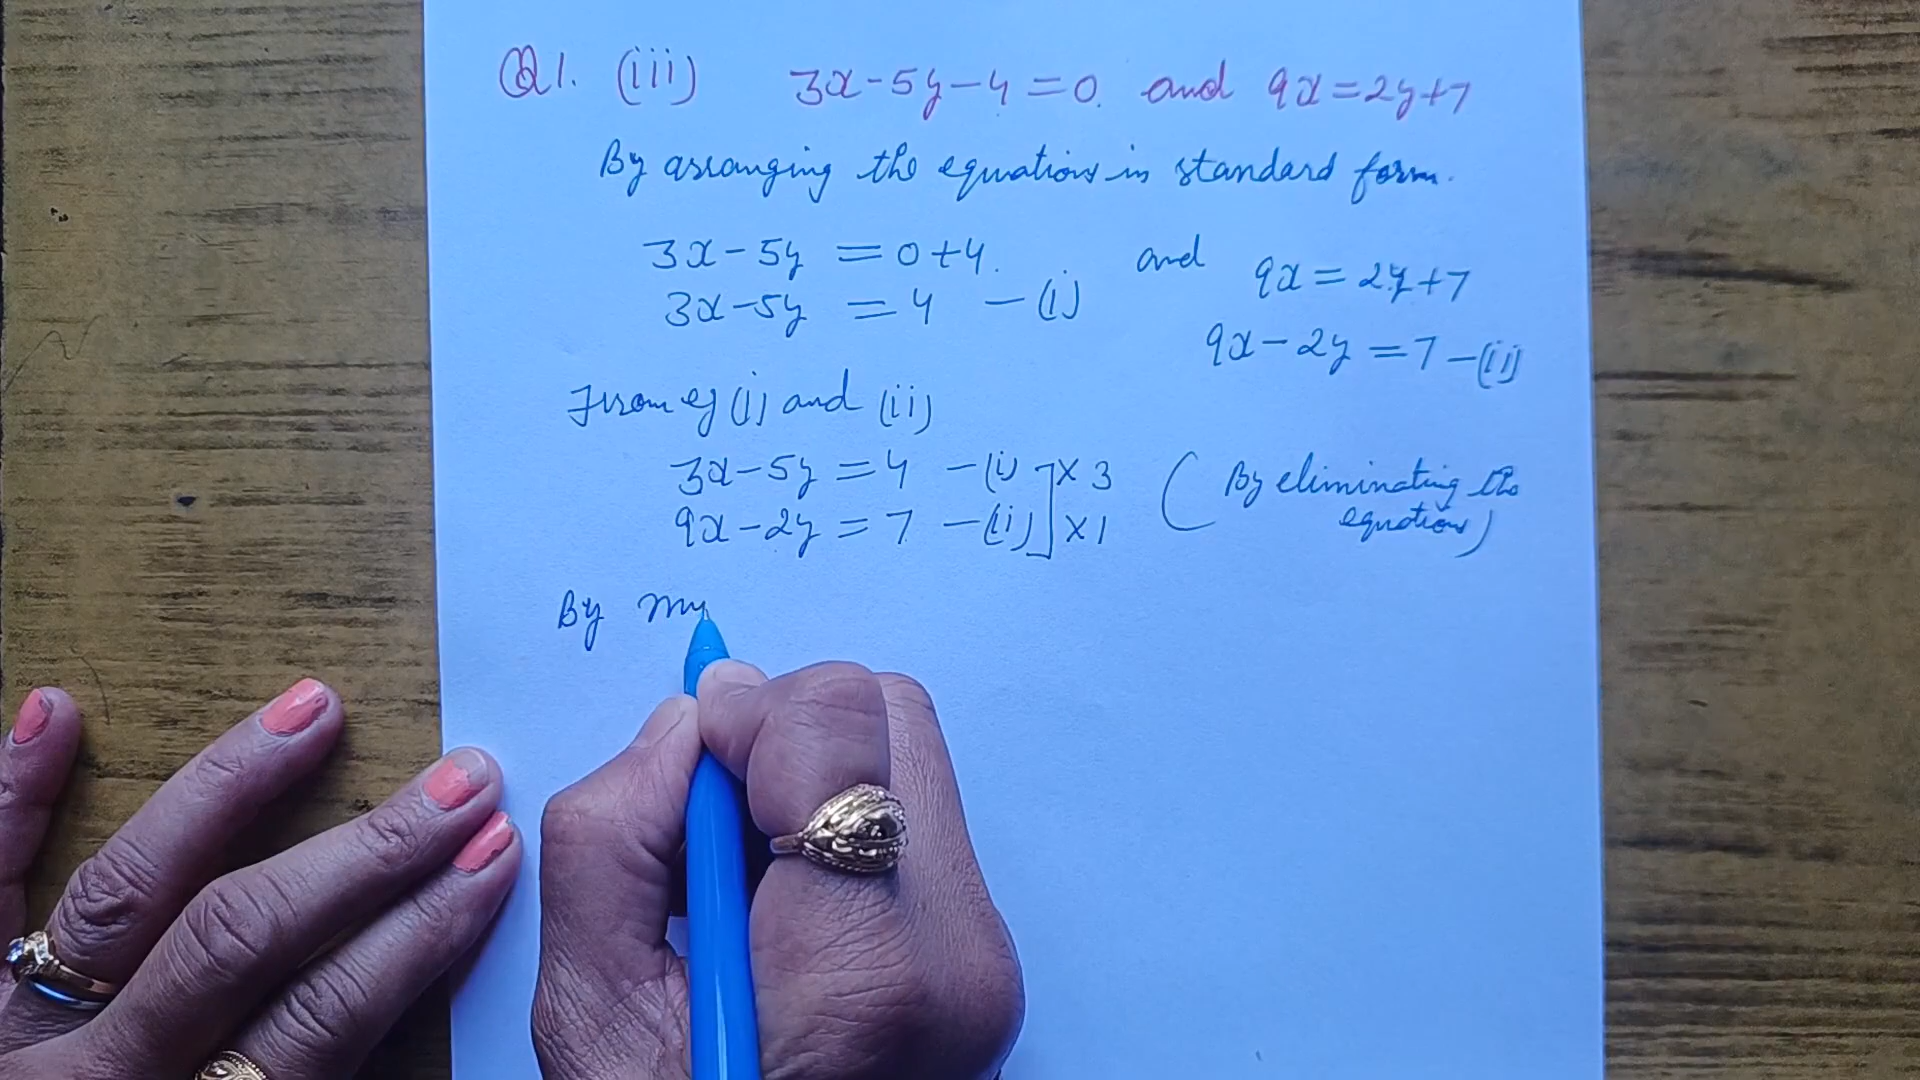 Q1. (iii) 3x-5y-4=0. and 9x=2y+7
By arranging the equations in standard form.
3x-5y = 0+4. and 9x = 2y+7
3x-5y = 4 -(i)
9x-2y = 7 -(ii)
From eq (i) and (ii)
3x-5y = 4 -(i) ]x 3 (By eliminating the
9x-2y = 7 -(ii) ]x1 equations)
By